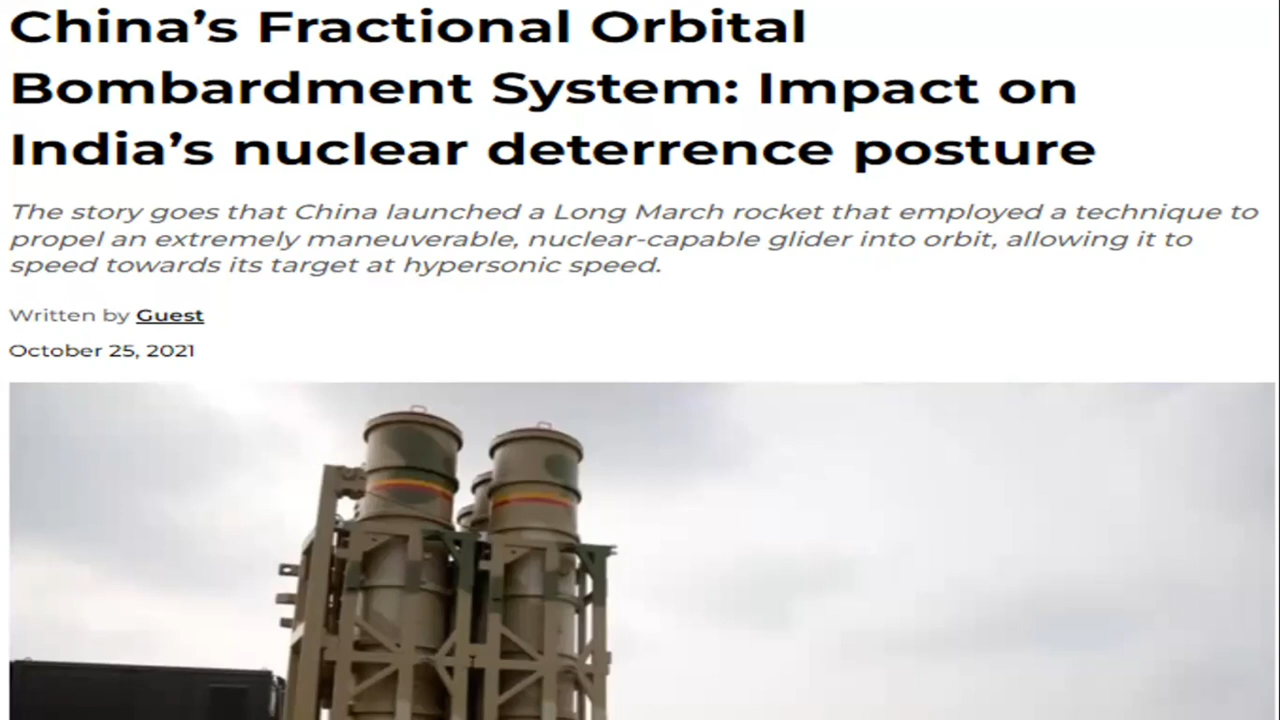 China’s Fractional Orbital
Bombardment System: Impact on
India’s nuclear deterrence posture
The story goes that China launched a Long March rocket that employed a technique to
propel an extremely maneuverable, nuclear-capable glider into orbit, allowing it to
speed towards its target at hypersonic speed.
Written by Guest
October 25, 2021